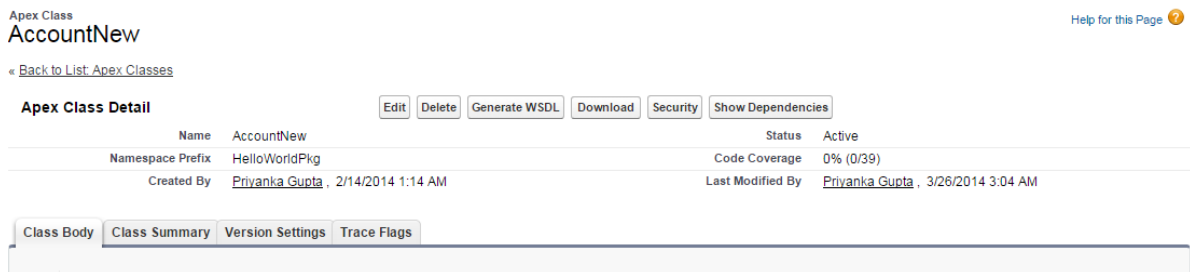 Apex Class
AccountNew
Help for this Page
« Back to List: Apex Classes
Apex Class Detail
Edit Delete Generate WSDL Download Security Show Dependencies
Name AccountNew Status Active
Namespace Prefix HelloWorldPkg Code Coverage 0% (0/39)
Created By Priyanka Gupta , 2/14/2014 1:14 AM Last Modified By Priyanka Gupta , 3/26/2014 3:04 AM
Class Body Class Summary Version Settings Trace Flags